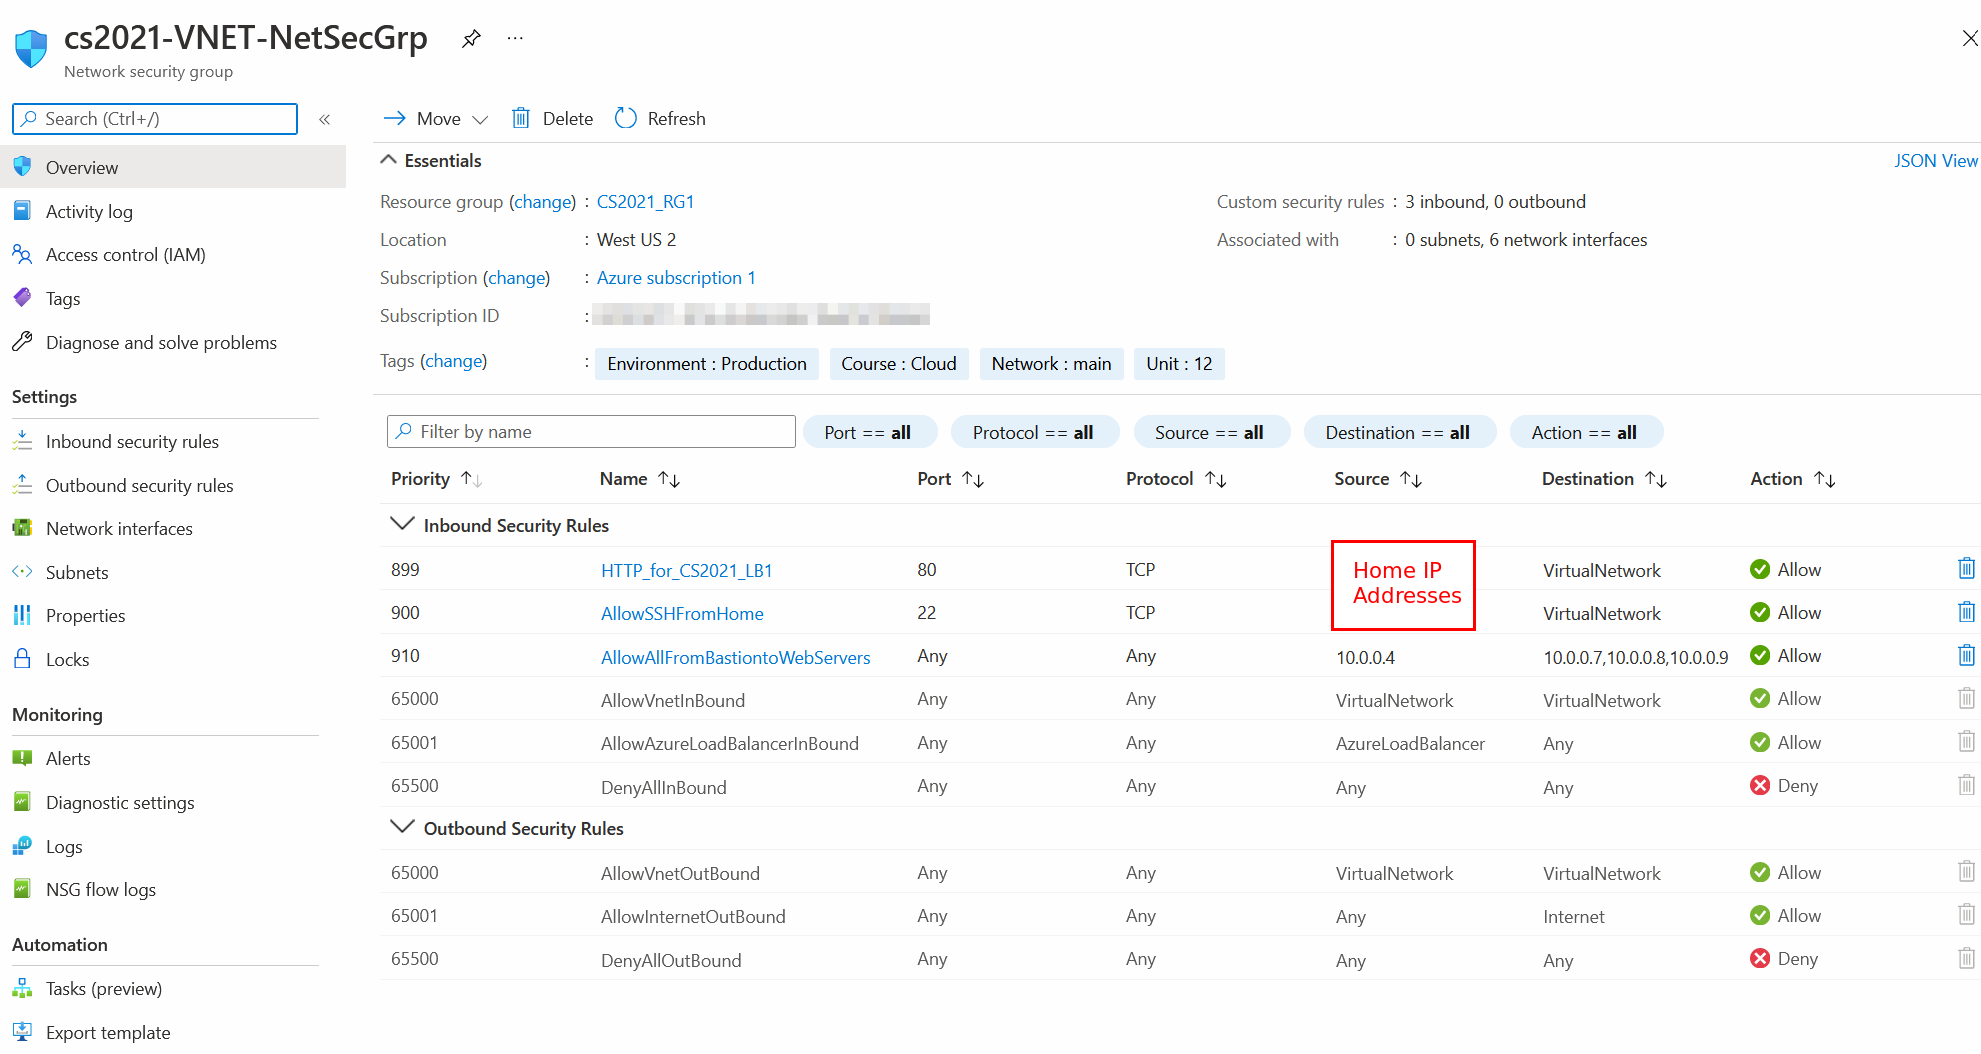 cs2021-VNET-NetSecGrp ...
Network security group
Search (Ctrl+/) «
Move Delete Refresh
Overview
Activity log
Access control (IAM)
Tags
Diagnose and solve problems
Settings
Inbound security rules
Outbound security rules
Network interfaces
Subnets
Properties
Locks
Monitoring
Alerts
Diagnostic settings
Logs
NSG flow logs
Automation
Tasks (preview)
Export template
Essentials JSON View
Resource group (change) : CS2021_RG1
Location : West US 2
Subscription (change) : Azure subscription 1
Subscription ID :
Tags (change) : Environment : Production Course : Cloud Network : main Unit : 12
Custom security rules : 3 inbound, 0 outbound
Associated with : 0 subnets, 6 network interfaces
Filter by name Port == all Protocol == all Source == all Destination == all Action == all
Priority ↑↓ Name ↑↓ Port ↑↓ Protocol ↑↓ Source ↑↓ Destination ↑↓ Action ↑↓
Inbound Security Rules
Home IP
Addresses
899 HTTP_for_CS2021_LB1 80 TCP VirtualNetwork Allow
900 AllowSSHFromHome 22 TCP VirtualNetwork Allow
910 AllowAllFromBastiontoWebServers Any Any 10.0.0.4 10.0.0.7,10.0.0.8,10.0.0.9 Allow
65000 AllowVnetInBound Any Any VirtualNetwork VirtualNetwork Allow
65001 AllowAzureLoadBalancerInBound Any Any AzureLoadBalancer Any Allow
65500 DenyAllInBound Any Any Any Any Deny
Outbound Security Rules
65000 AllowVnetOutBound Any Any VirtualNetwork VirtualNetwork Allow
65001 AllowInternetOutBound Any Any Any Internet Allow
65500 DenyAllOutBound Any Any Any Any Deny